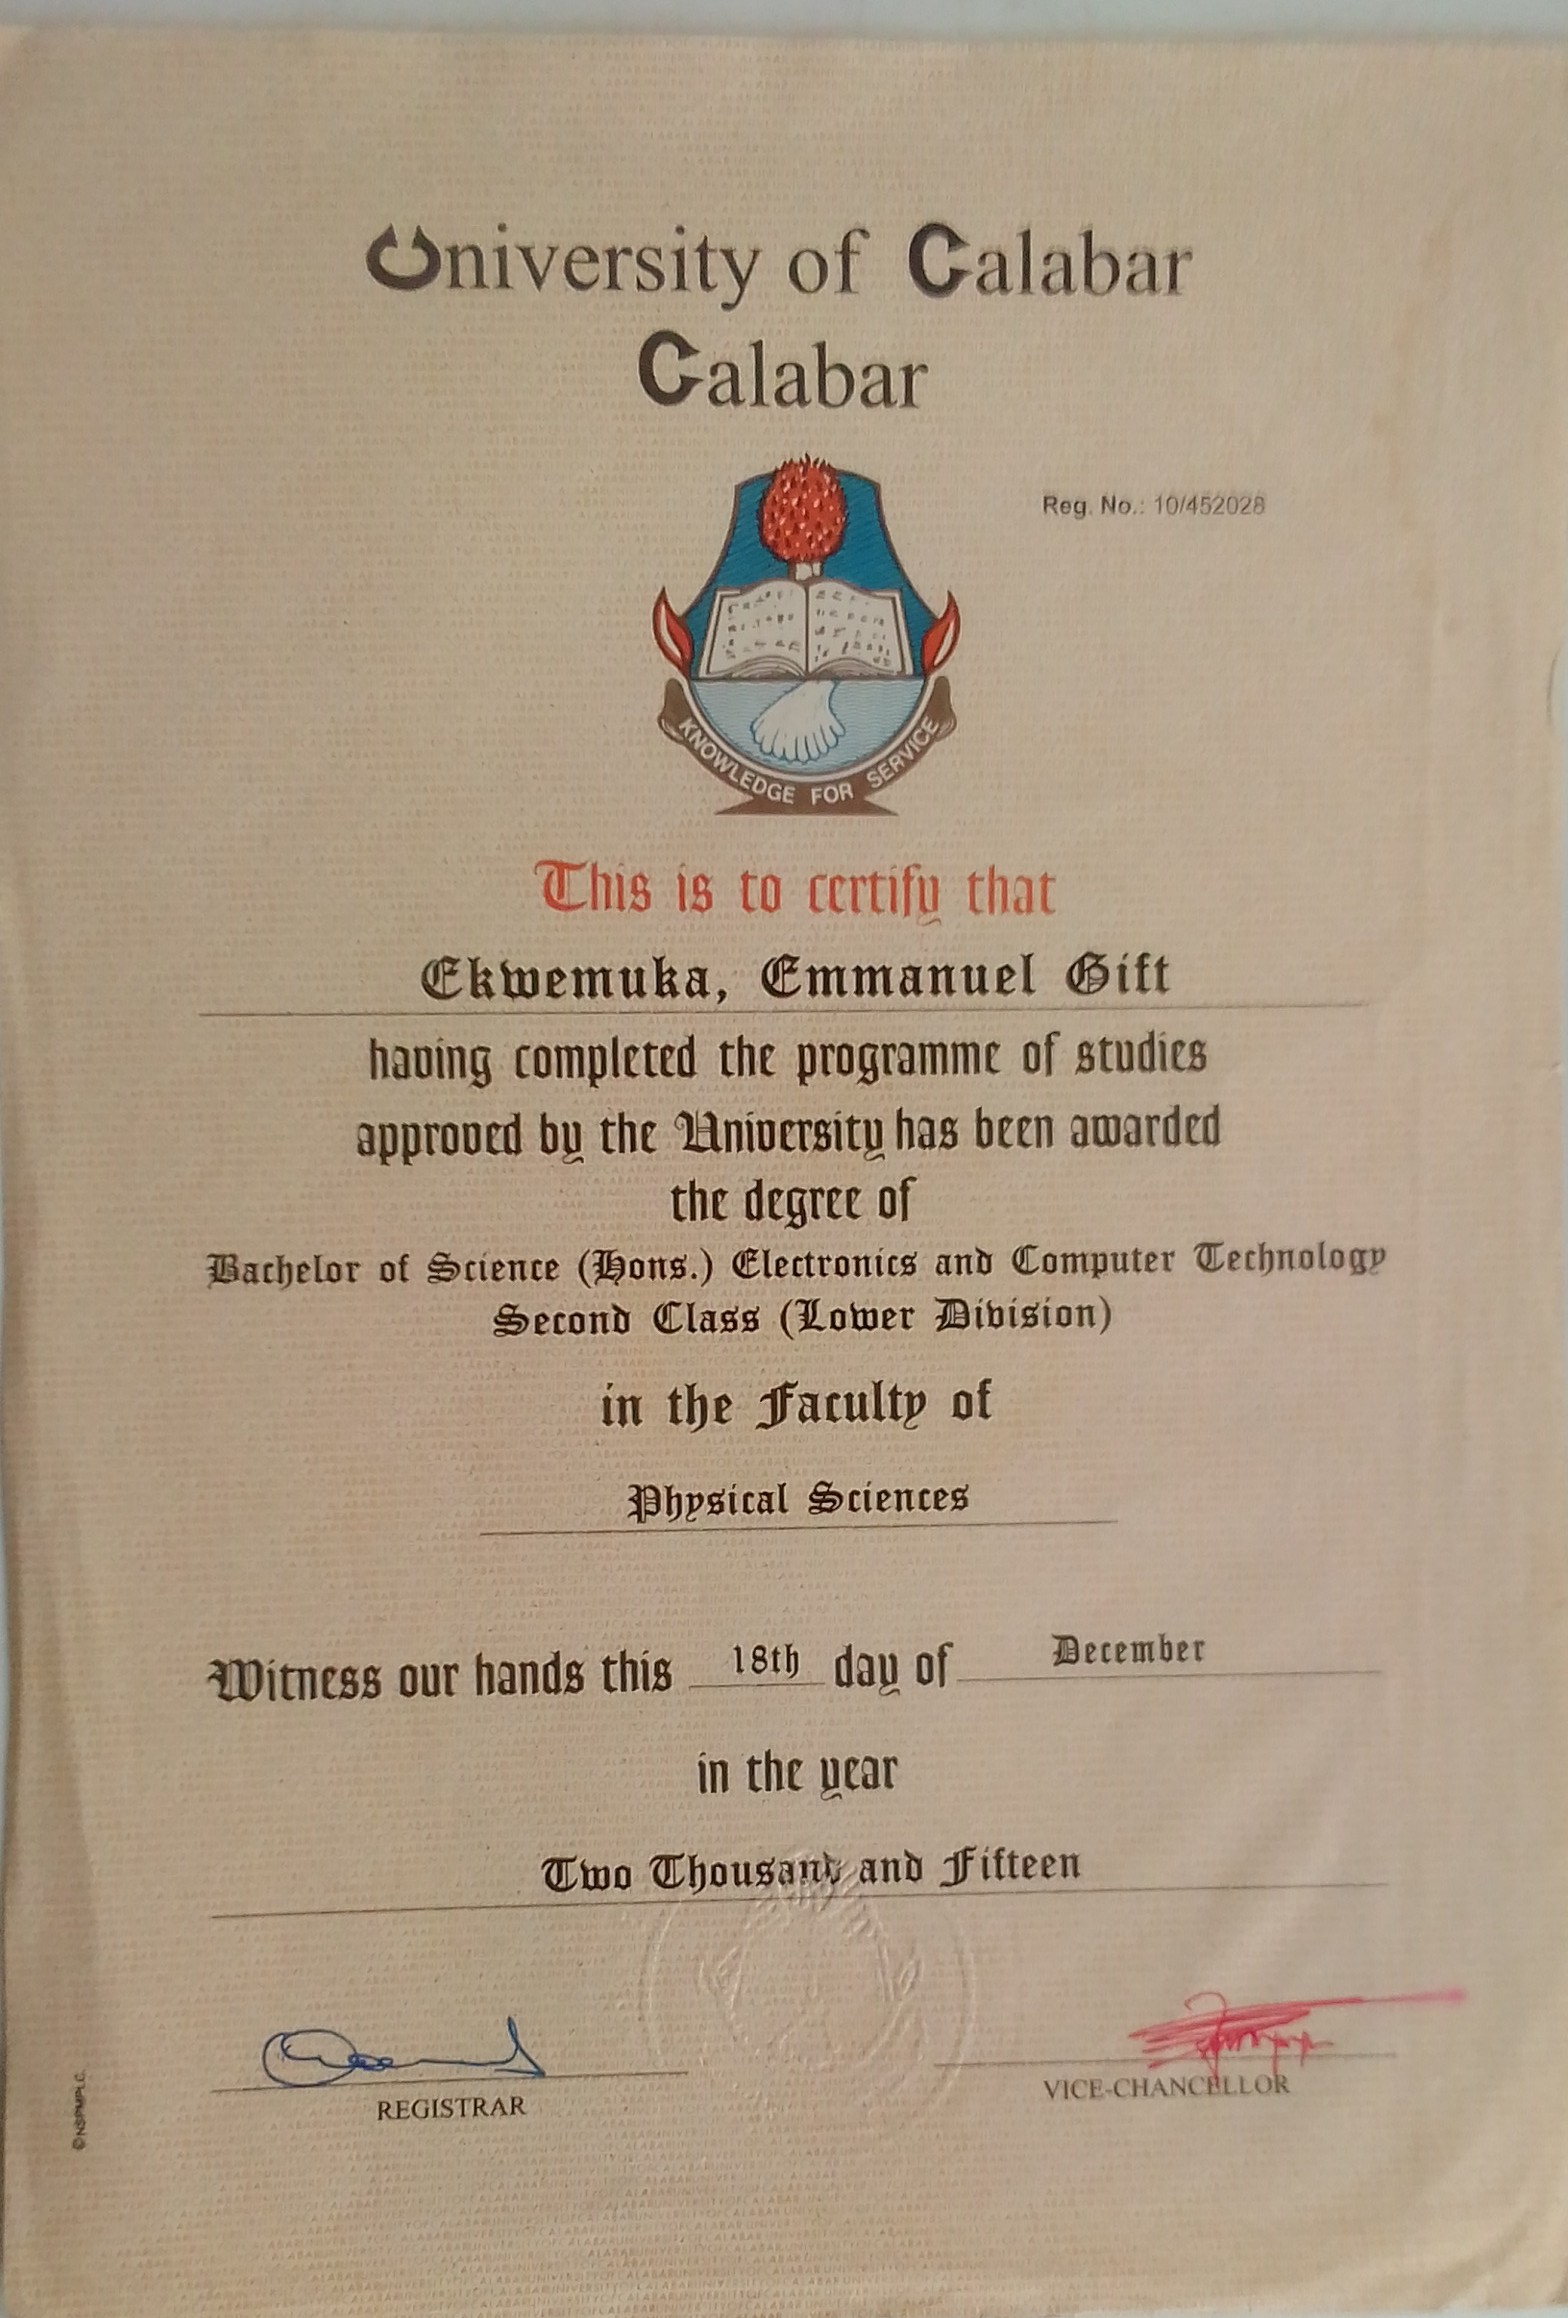 University of Calabar
Calabar
Reg. No.: 10/452028
KNOWLEDGE FOR SERVICE
This is to certify that
Ekwemuka, Emmanuel Gift
having completed the programme of studies
approved by the University has been awarded
the degree of
Bachelor of Science (Hons.) Electronics and Computer Technology
Second Class (Lower Division)
in the Faculty of
Physical Sciences
Witness our hands this 18th day of December
in the year
Two Thousand and Fifteen
REGISTRAR
VICE-CHANCELLOR
©NSPMPLC.